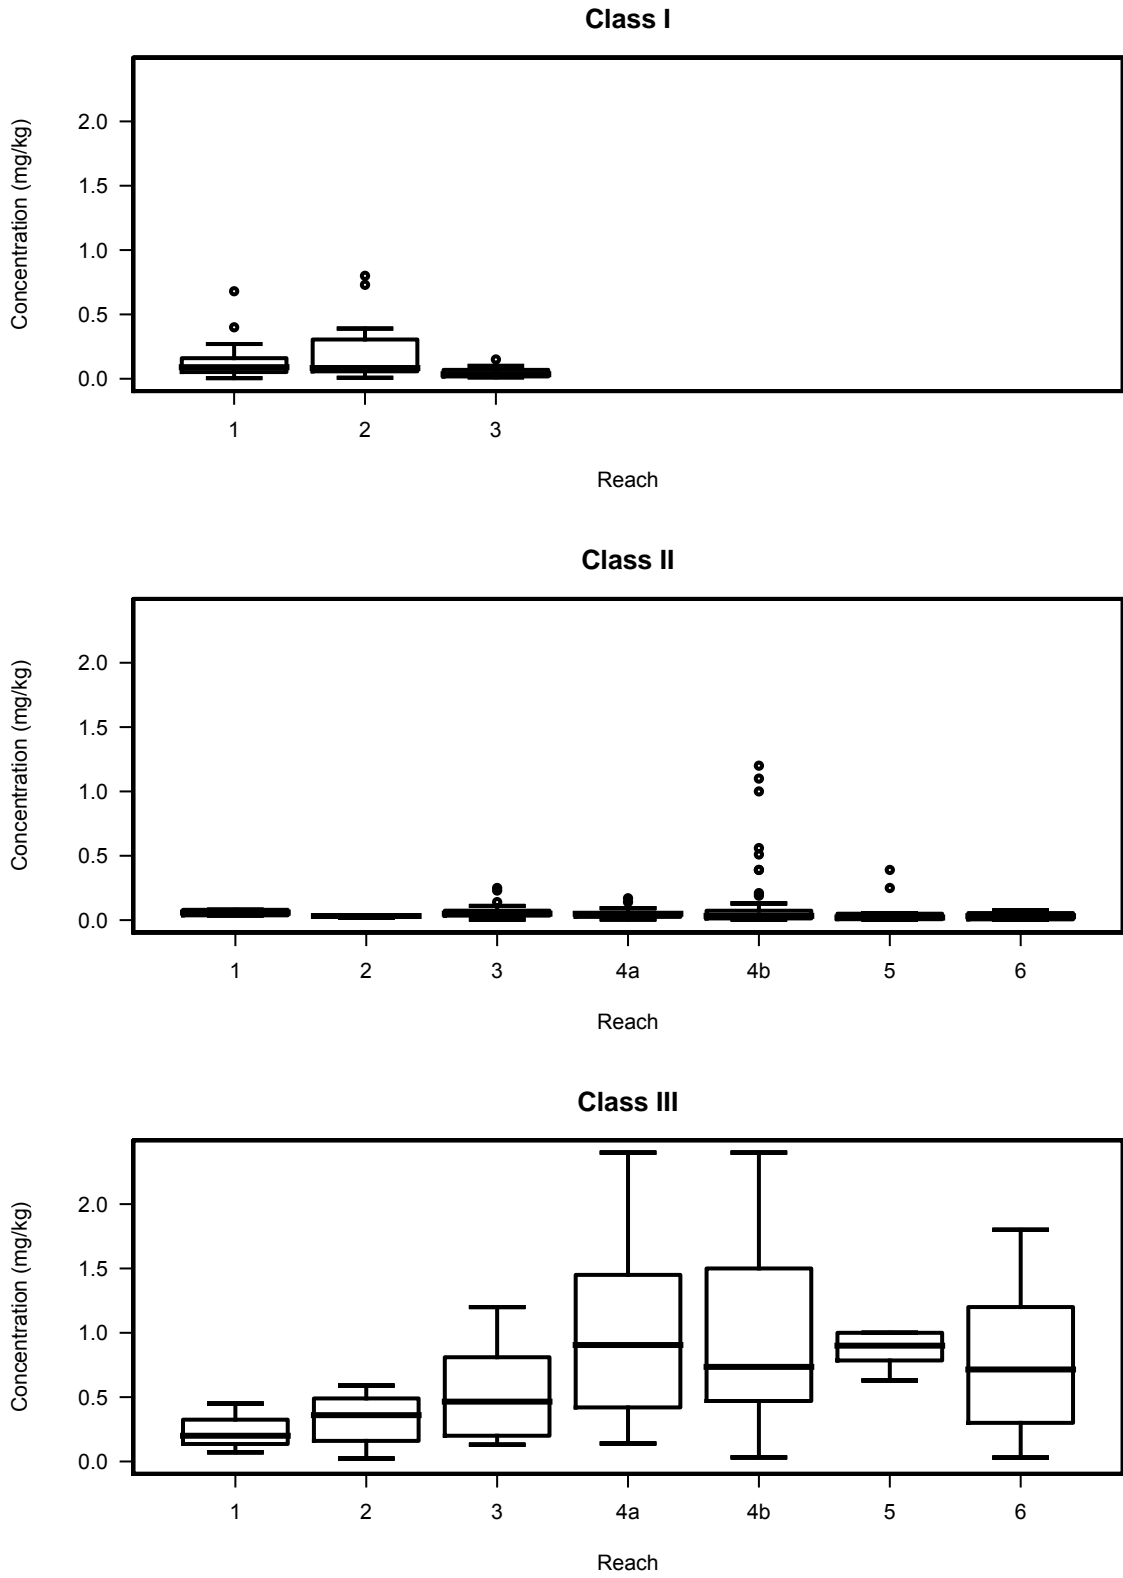 Class I
Concentration (mg/kg)
2.0
1.5
1.0
0.5
0.0
1 2 3
Reach
Class II
Concentration (mg/kg)
2.0
1.5
1.0
0.5
0.0
1 2 3 4a 4b 5 6
Reach
Class III
Concentration (mg/kg)
2.0
1.5
1.0
0.5
0.0
1 2 3 4a 4b 5 6
Reach